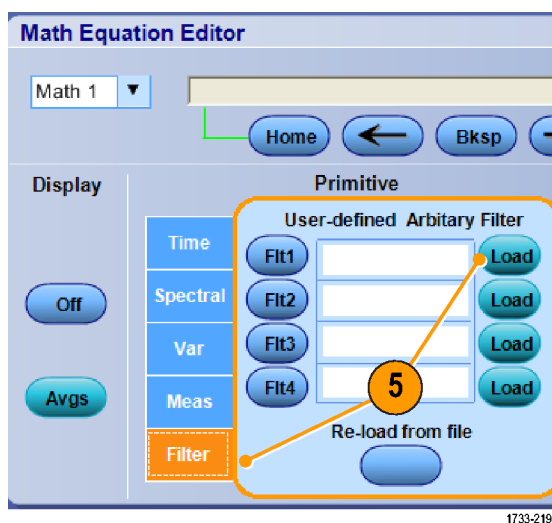 Math Equation Editor
Math 1
Home
Bksp
Display
Primitive
User-defined Arbitary Filter
Time
Flt1
Load
Spectral
Flt2
Load
Off
Var
Flt3
Load
Meas
Flt4
5
Load
Avgs
Filter
Re-load from file
1733-219